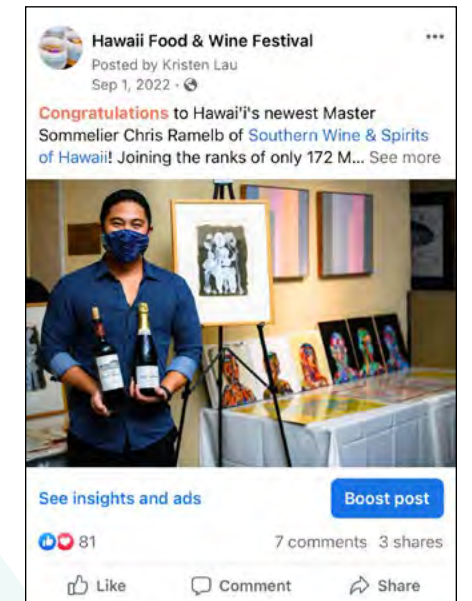 Hawaii Food & Wine Festival
Posted by Kristen Lau
Sep 1, 2022 ·
Congratulations to Hawai'i's newest Master
Sommelier Chris Ramelb of Southern Wine & Spirits
of Hawaii! Joining the ranks of only 172 M... See more
See insights and ads
Boost post
81
7 comments 3 shares
Like Comment Share